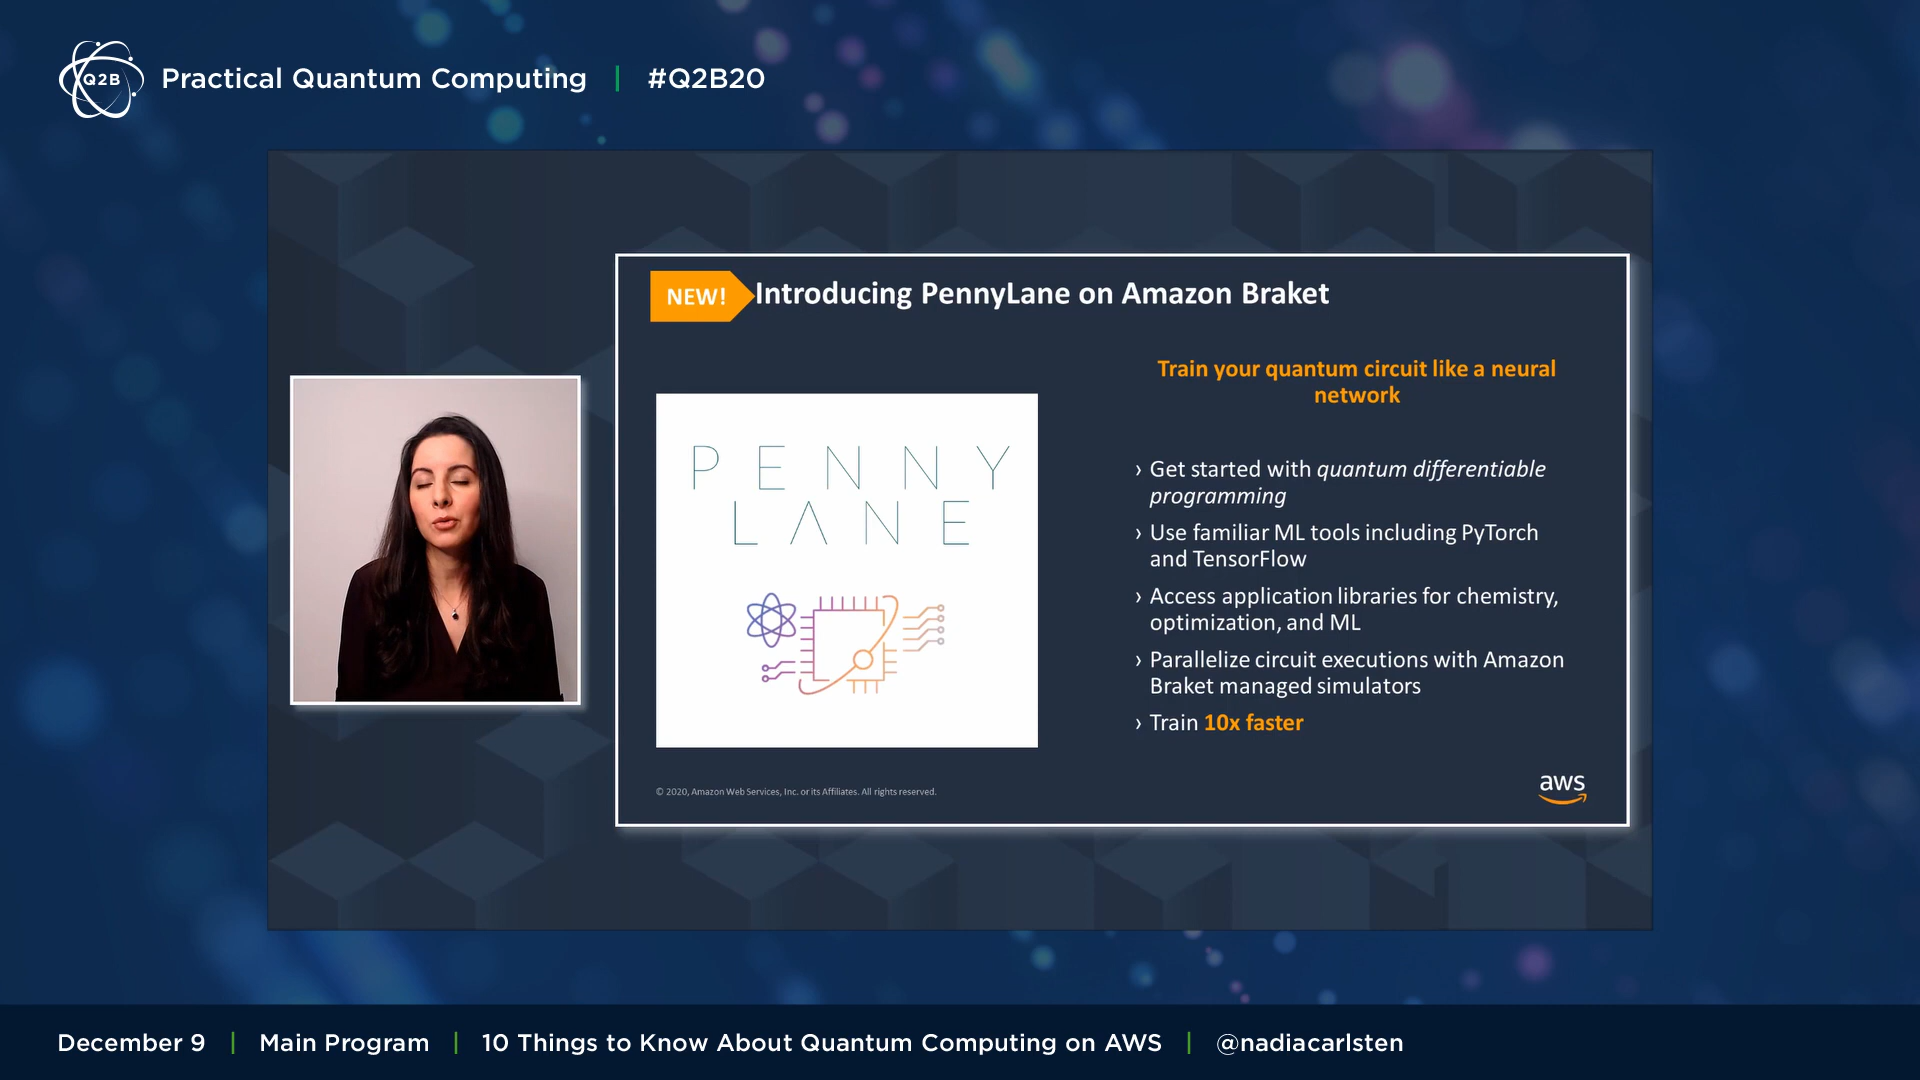 Q2B
Practical Quantum Computing | #Q2B20
NEW!
Introducing PennyLane on Amazon Braket
PENNY
LANE
Train your quantum circuit like a neural
network
› Get started with quantum differentiable
programming
› Use familiar ML tools including PyTorch
and TensorFlow
› Access application libraries for chemistry,
optimization, and ML
› Parallelize circuit executions with Amazon
Braket managed simulators
› Train 10x faster
© 2020, Amazon Web Services, Inc. or its Affiliates. All rights reserved.
aws
December 9 | Main Program | 10 Things to Know About Quantum Computing on AWS | @nadiacarlsten